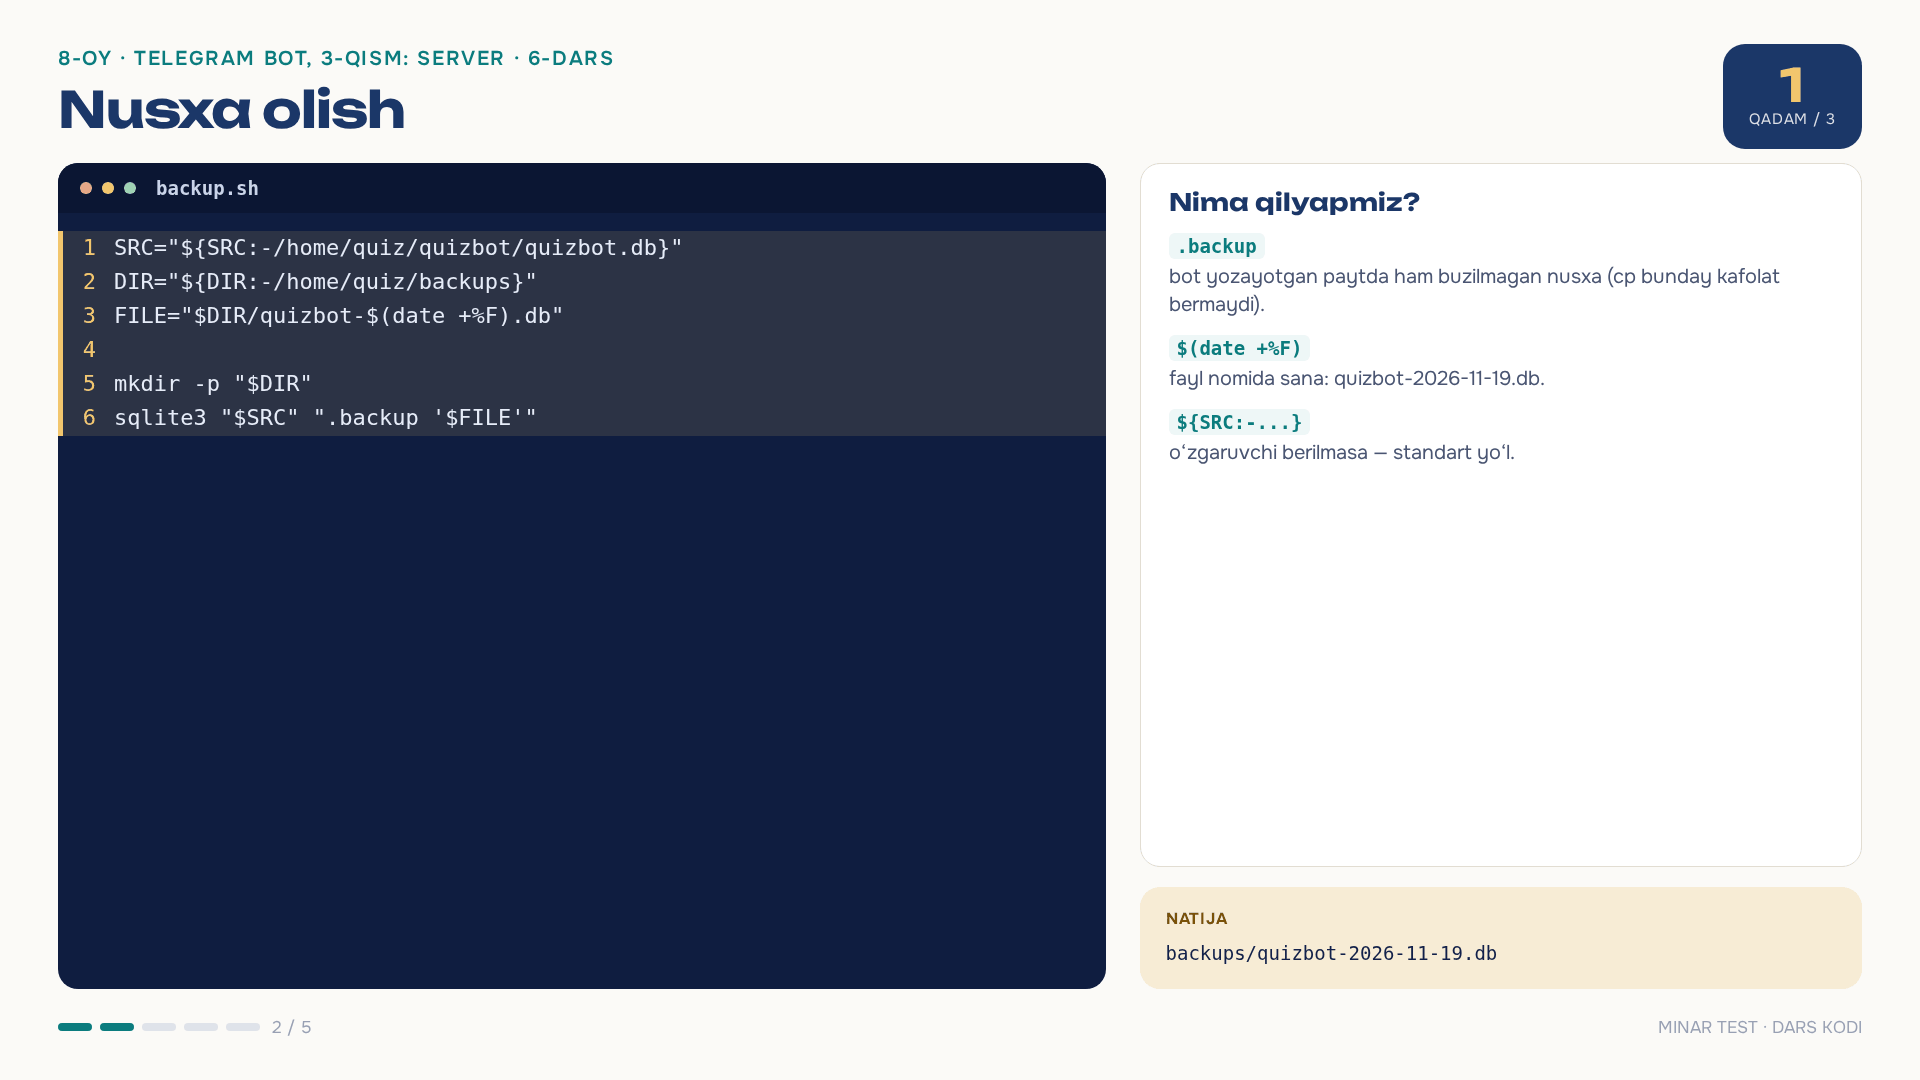 8-OY · TELEGRAM BOT, 3-QISM: SERVER · 6-DARS
Nusxa olish
1
QADAM / 3
backup.sh
1 SRC="${SRC:-/home/quiz/quizbot/quizbot.db}"
2 DIR="${DIR:-/home/quiz/backups}"
3 FILE="$DIR/quizbot-$(date +%F).db"
4
5 mkdir -p "$DIR"
6 sqlite3 "$SRC" ".backup '$FILE'"
Nima qilyapmiz?
.backup
bot yozayotgan paytda ham buzilmagan nusxa (cp bunday kafolat
bermaydi).
$(date +%F)
fayl nomida sana: quizbot-2026-11-19.db.
${SRC:-...}
o‘zgaruvchi berilmasa — standart yo‘l.
NATIJA
backups/quizbot-2026-11-19.db
2 / 5
MINAR TEST · DARS KODI